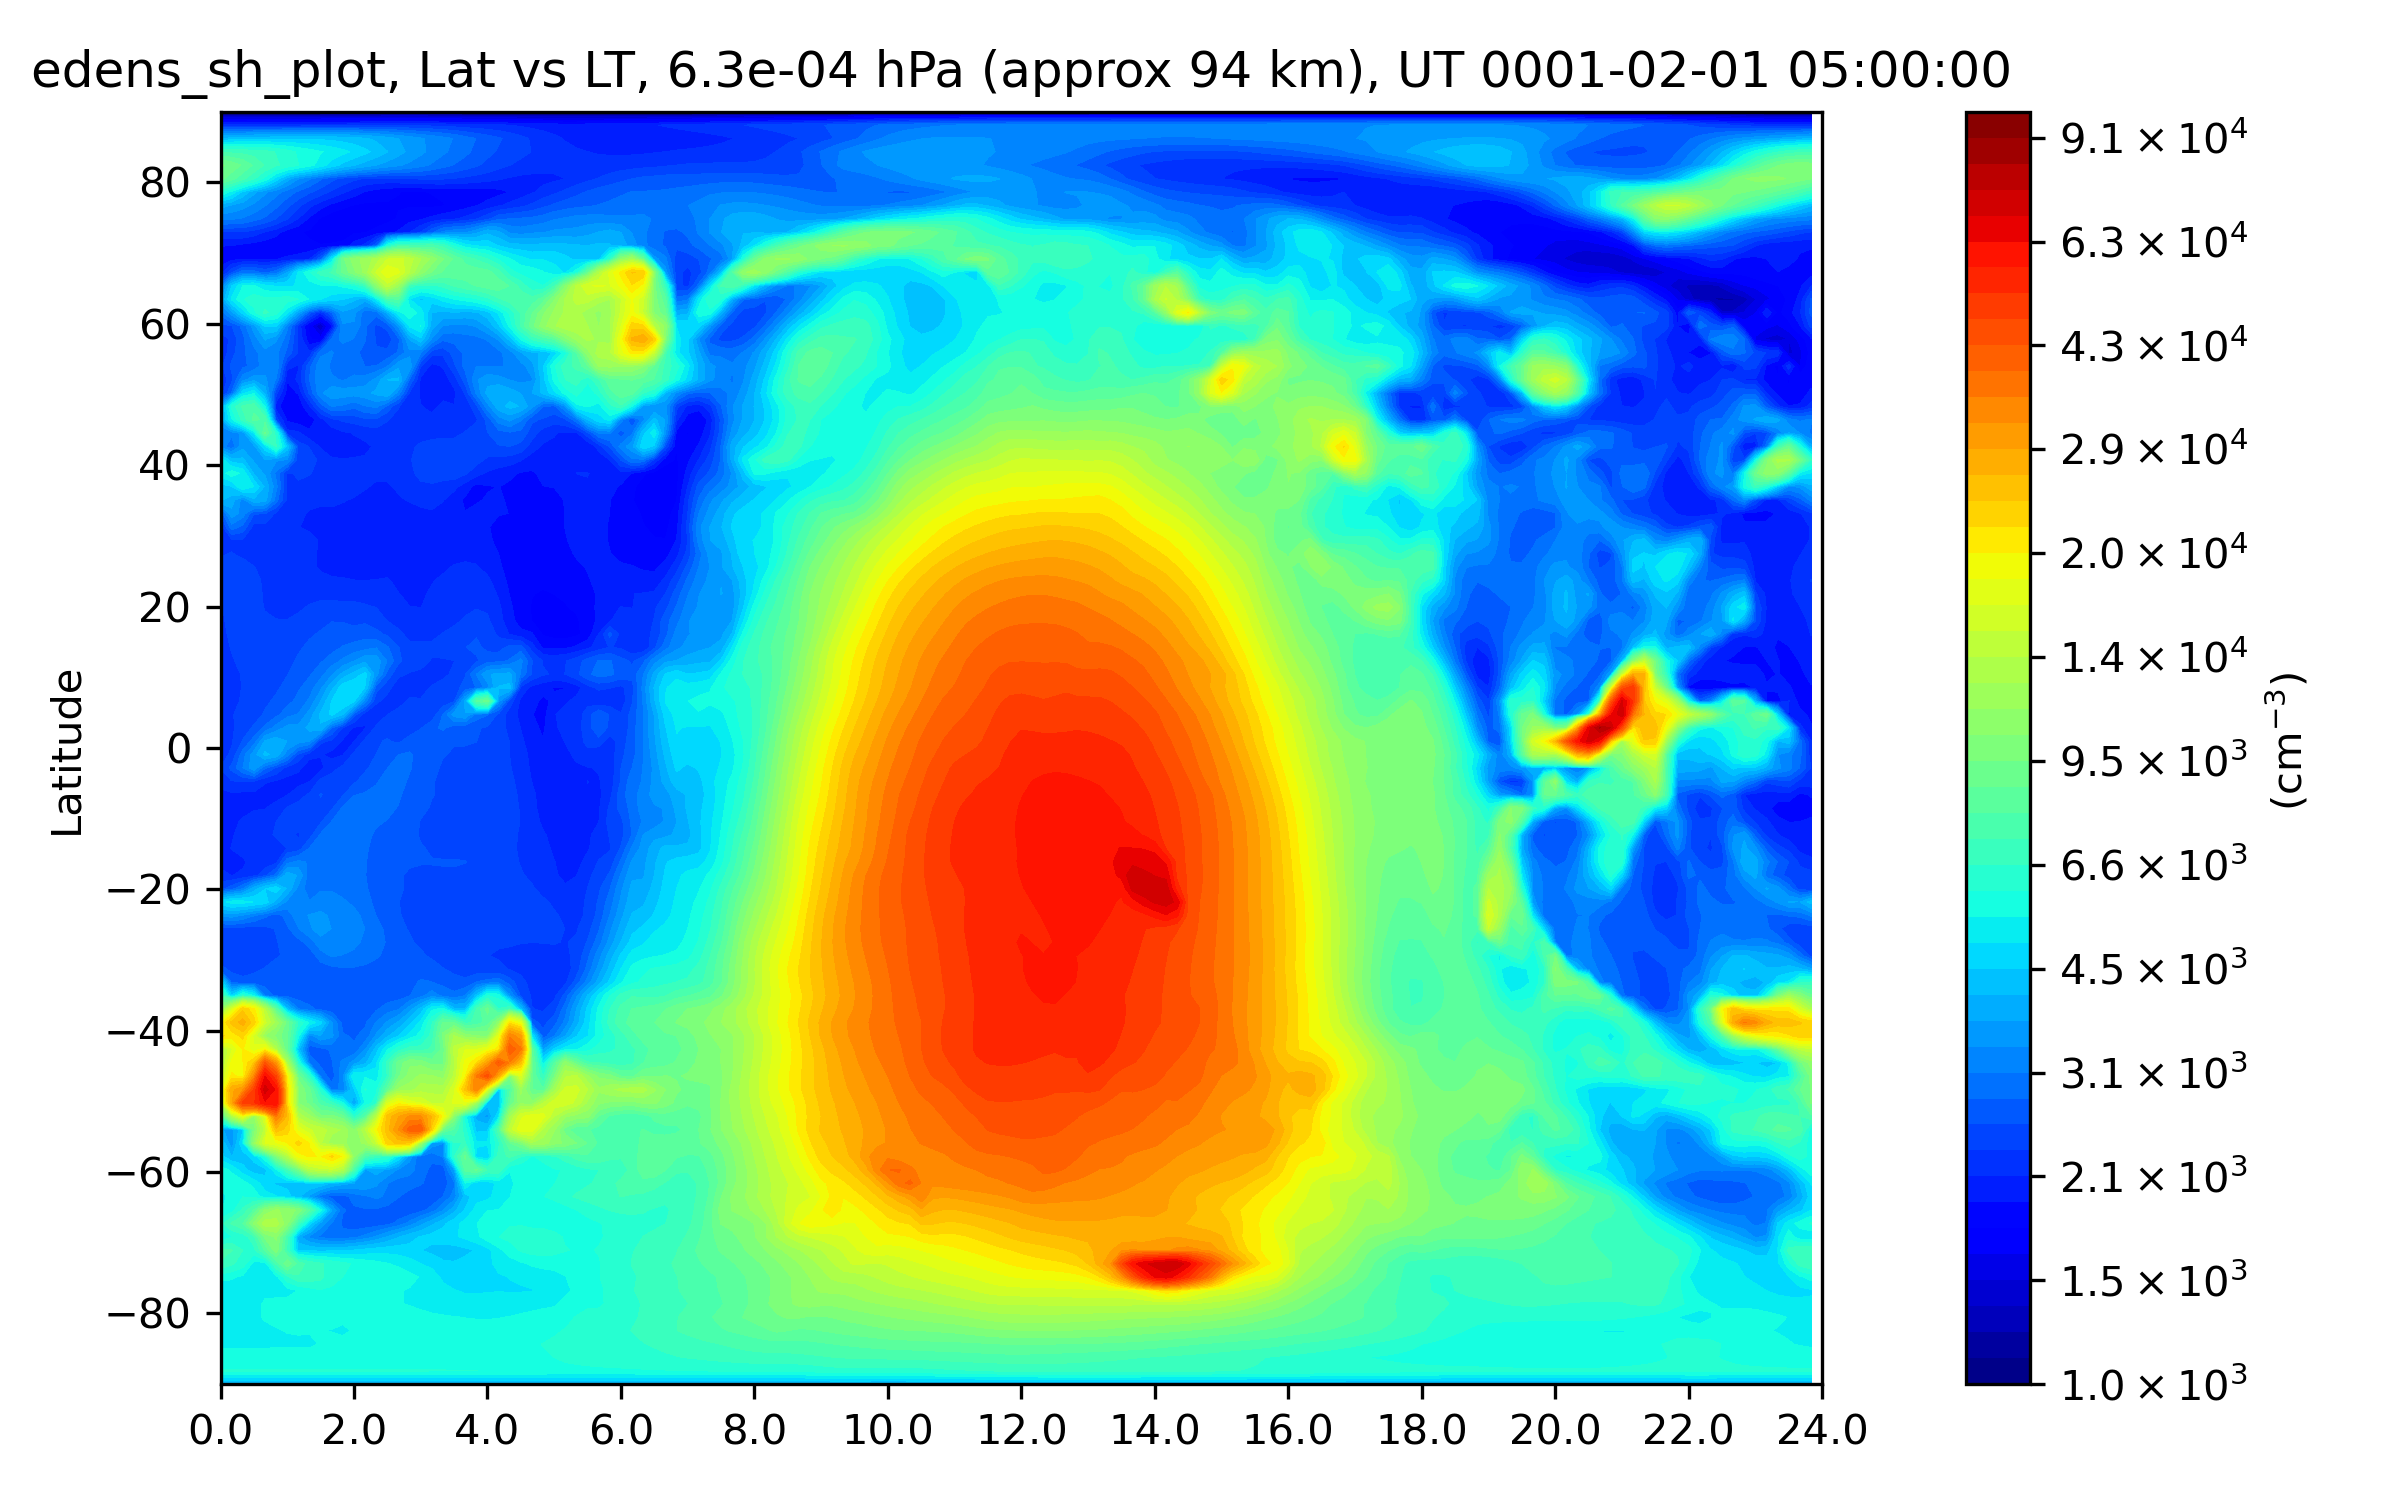 edens_sh_plot, Lat vs LT, 6.3e-04 hPa (approx 94 km), UT 0001-02-01 05:00:00
Latitude
80
60
40
20
0
−20
−40
−60
−80
0.0 2.0 4.0 6.0 8.0 10.0 12.0 14.0 16.0 18.0 20.0 22.0 24.0
9.1 × 10⁴
6.3 × 10⁴
4.3 × 10⁴
2.9 × 10⁴
2.0 × 10⁴
1.4 × 10⁴
9.5 × 10³
6.6 × 10³
4.5 × 10³
3.1 × 10³
2.1 × 10³
1.5 × 10³
1.0 × 10³
(cm⁻³)